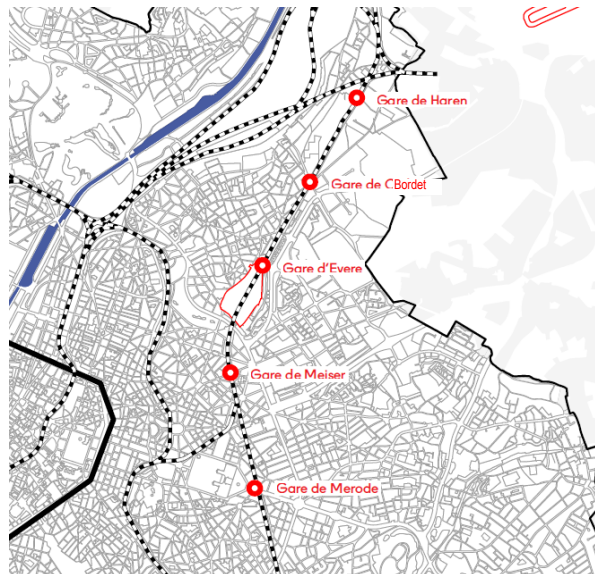 Gare de Haren
Gare de CBordet
Gare d'Evere
Gare de Meiser
Gare de Merode